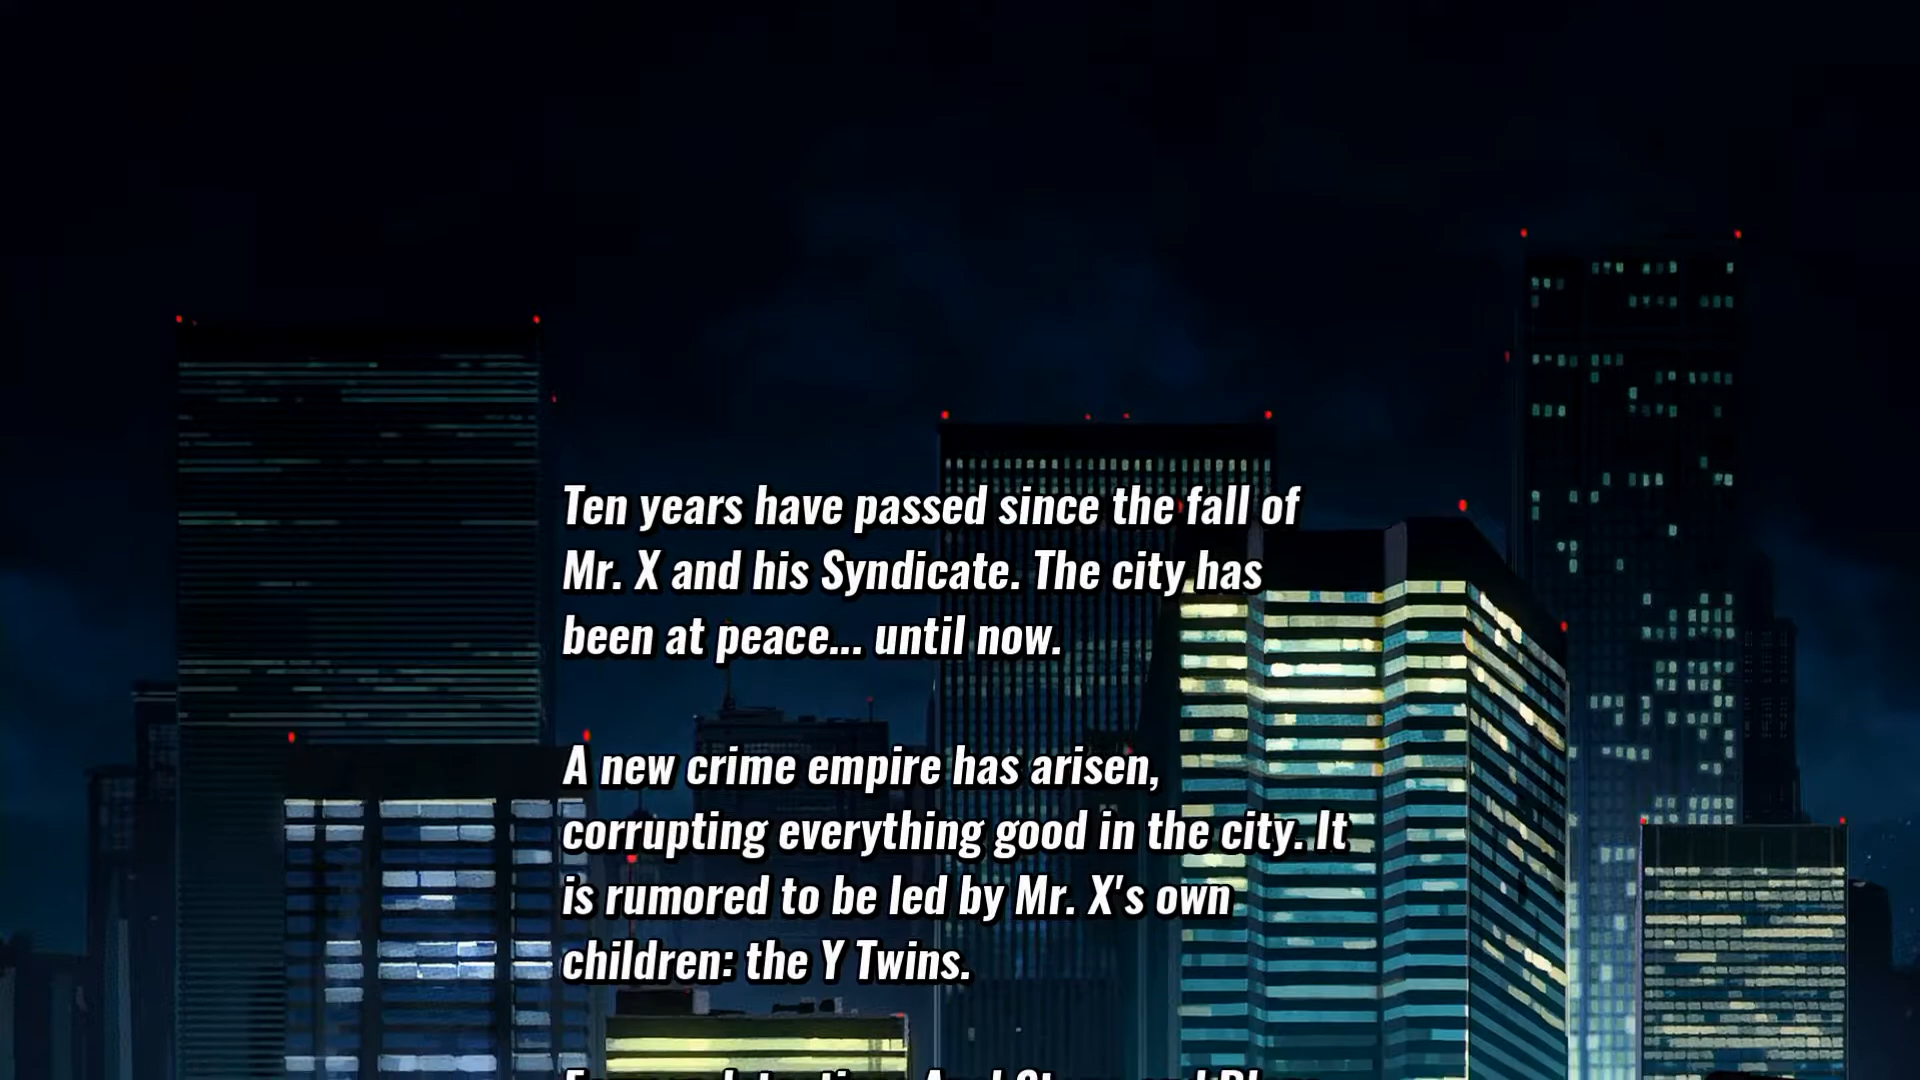 Ten years have passed since the fall of
Mr. X and his Syndicate. The city has
been at peace... until now.
A new crime empire has arisen,
corrupting everything good in the city. It
is rumored to be led by Mr. X's own
children: the Y Twins.